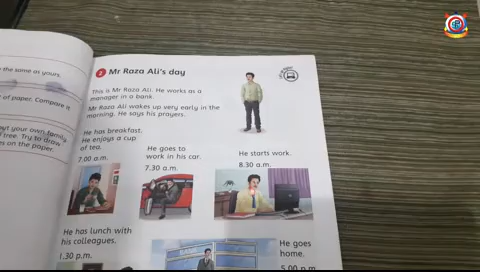 the same in yours.
of paper. Compare it
out your own family
tree. Try to draw
es on the paper.
2 Mr Raza Ali's day
This is Mr Raza Ali. He works as a
manager in a bank.
Mr Raza Ali wakes up very early in the
morning. He says his prayers.
He has breakfast.
He enjoys a cup
of tea.
7.00 a.m.
He goes to
work in his car.
7.30 a.m.
He starts work.
8.30 a.m.
He has lunch with
his colleagues.
1.30 p.m.
BANK
He goes
home.
5.00 p.m.